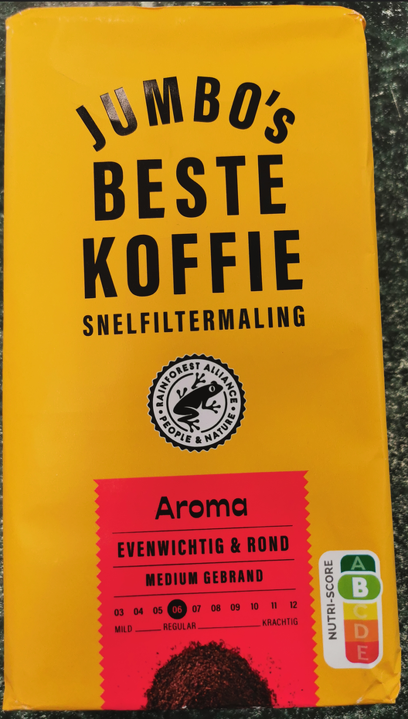 JUMBO'S
BESTE
KOFFIE
SNELFILTERMALING
RAINFOREST ALLIANCE
PEOPLE & NATURE
Aroma
EVENWICHTIG & ROND
MEDIUM GEBRAND
03 04 05 06 07 08 09 10 11 12
MILD REGULAR KRACHTIG
NUTRI-SCORE
A
B
C
D
E